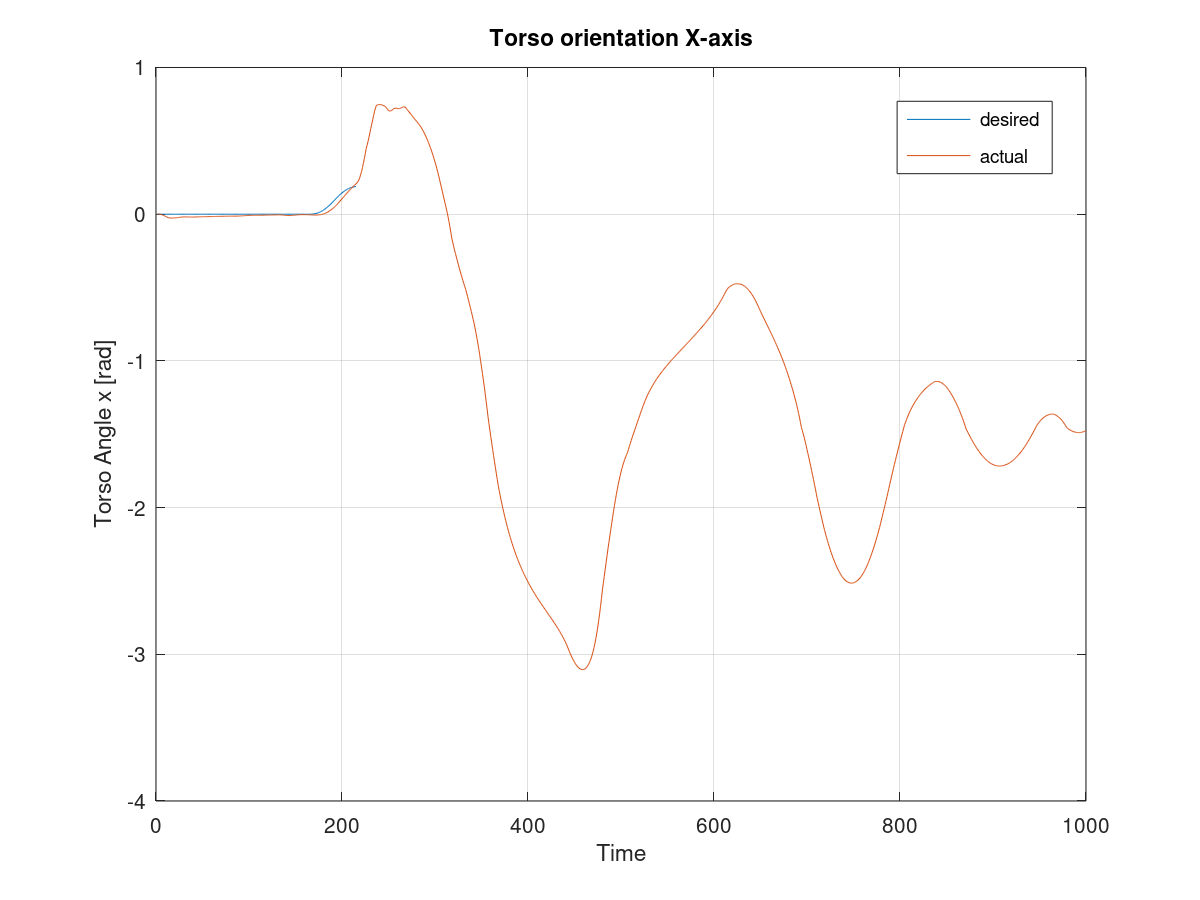 Torso orientation X-axis
desired
actual
1
0
-1
-2
-3
-4
Torso Angle x [rad]
0 200 400 600 800 1000
Time